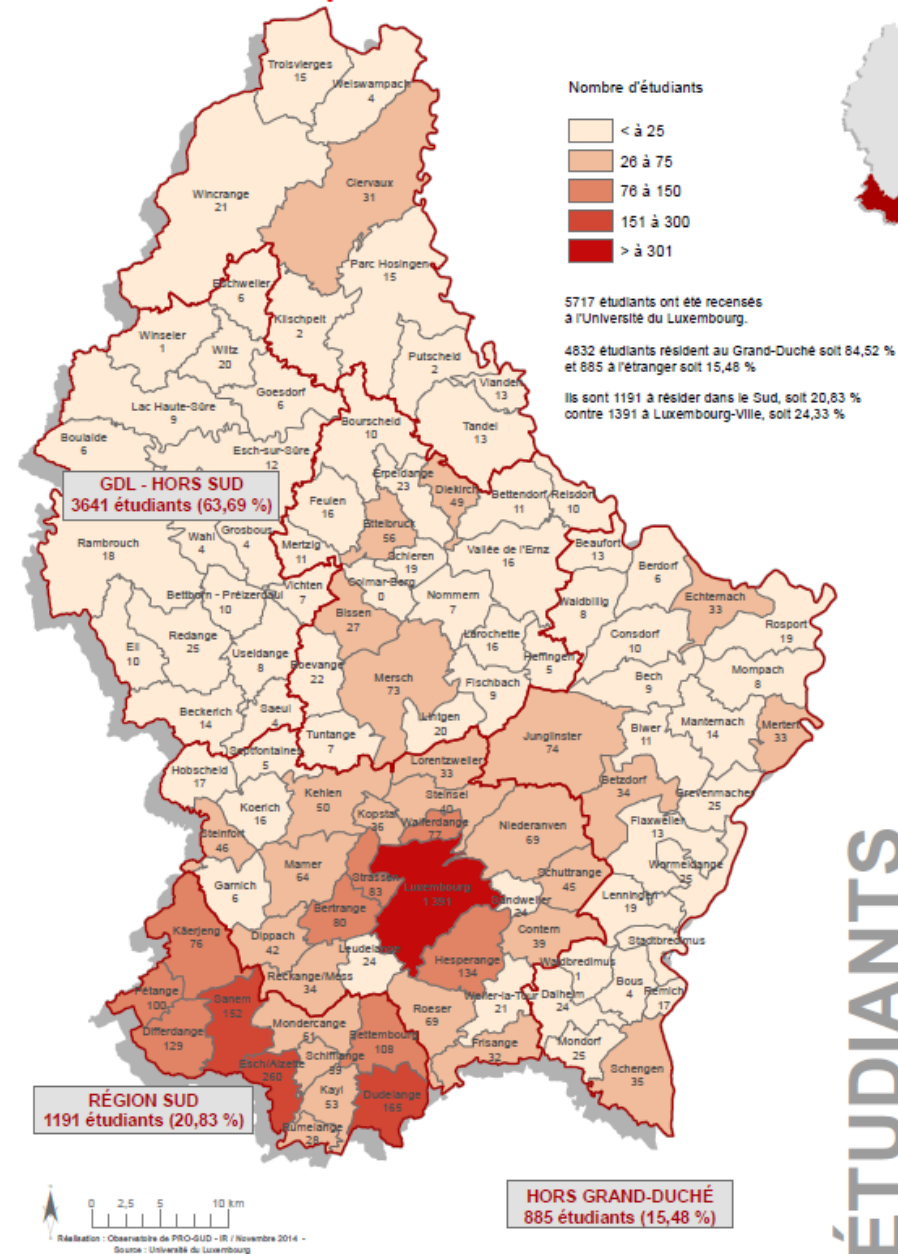 Troisvierges
15
Weiswampach
4
Nombre d'étudiants
< à 25
26 à 75
76 à 150
151 à 300
> à 301
Clervaux
31
Wincrange
21
Parc Hosingen
15
Eschweiler
6
Kiischpelt
2
5717 étudiants ont été recensés
à l'Université du Luxembourg.
4832 étudiants résident au Grand-Duché soit 84,52 %
et 885 à l'étranger soit 15,48 %
Ils sont 1191 à résider dans le Sud, soit 20,83 %
contre 1391 à Luxembourg-Ville, soit 24,33 %
Winseler
1
Wiltz
20
Putscheid
2
Vianden
13
Goesdorf
6
Lac Haute-Sûre
9
Tandel
13
Boulaide
6
Bourscheid
10
Esch-sur-Sûre
12
GDL - HORS SUD
3641 étudiants (63,69 %)
Erpeldange
23
Diekirch
49
Bettendorf
11
Reisdorf
10
Feulen
16
Ettelbruck
56
Rambrouch
18
Wahl
4
Grosbous
4
Mertzig
11
Schieren
19
Vallée de l'Ernz
16
Beaufort
13
Berdorf
6
Echternach
33
Rosport
19
Colmar-Berg
0
Vichten
7
Bettborn - Préizerdaul
10
Nommern
7
Waldbillig
8
Bissen
27
Consdorf
10
Ell
10
Redange
25
Useldange
8
Larochette
16
Heffingen
5
Mompach
8
Boevange
22
Mersch
73
Fischbach
9
Bech
9
Beckerich
14
Saeul
4
Lintgen
20
Tuntange
7
Junglinster
74
Biwer
11
Manternach
14
Mertert
33
Septfontaines
5
Hobscheid
17
Lorentzweiler
33
Betzdorf
34
Grevenmacher
25
Kehlen
50
Steinsel
40
Koerich
16
Kopstal
36
Walferdange
77
Niederanven
69
Flaxweiler
13
Steinfort
46
Mamer
64
Strassen
83
Luxembourg
1 391
Schuttrange
45
Wormeldange
25
Garnich
6
Bertrange
80
Sandweiler
24
Lenningen
19
Käerjeng
76
Dippach
42
Leudelange
24
Hesperange
134
Contern
39
Stadtbredimus
Waldbredimus
1
Reckange/Mess
34
Bous
4
Remich
17
Pétange
100
Sanem
152
Roeser
69
Weiler-la-Tour
21
Dalheim
24
Differdange
129
Mondercange
61
Bettembourg
108
Frisange
32
Mondorf
25
Schengen
35
Schifflange
Esch/Alzette
260
Kayl
53
Dudelange
165
Rumelange
28
RÉGION SUD
1191 étudiants (20,83 %)
HORS GRAND-DUCHÉ
885 étudiants (15,48 %)
0 2,5 5 10 km
Réalisation : Observatoire de PRO-SUD - IR / Novembre 2014 -
Source : Université du Luxembourg
ÉTUDIANTS